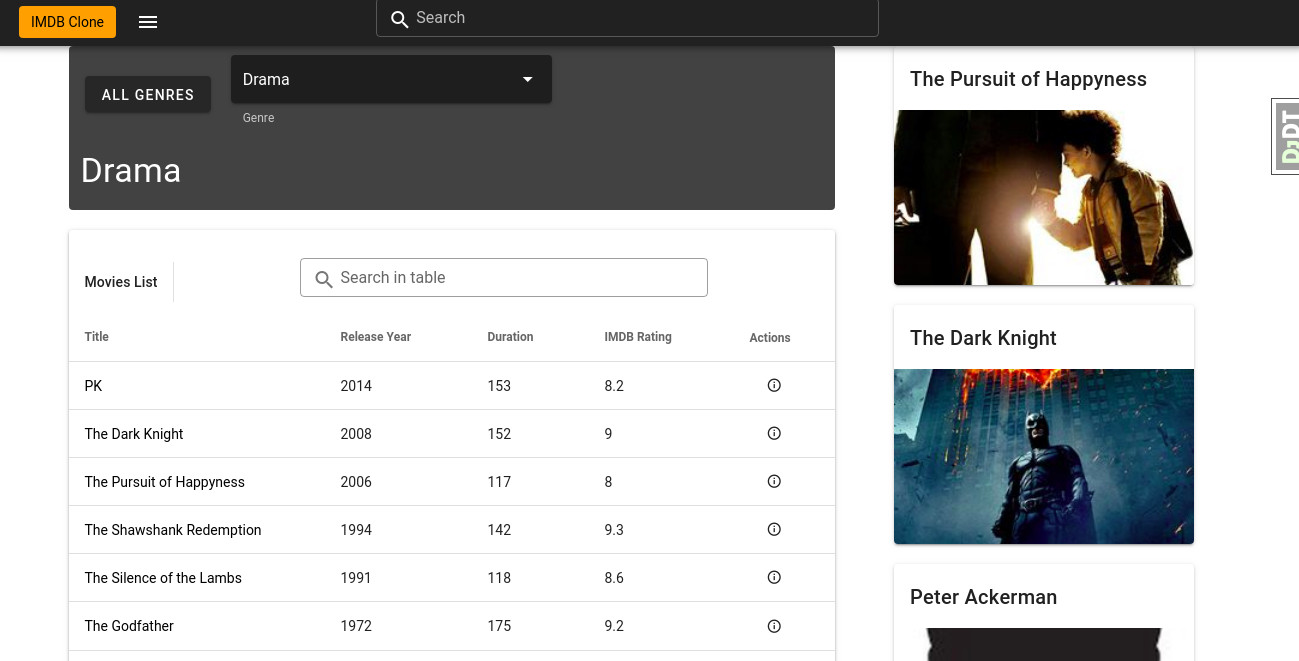 IMDB Clone
Search
ALL GENRES
Drama
Genre
Drama
Movies List
Search in table
Title Release Year Duration IMDB Rating Actions
PK 2014 153 8.2
The Dark Knight 2008 152 9
The Pursuit of Happyness 2006 117 8
The Shawshank Redemption 1994 142 9.3
The Silence of the Lambs 1991 118 8.6
The Godfather 1972 175 9.2
The Pursuit of Happyness
The Dark Knight
Peter Ackerman
DJDT